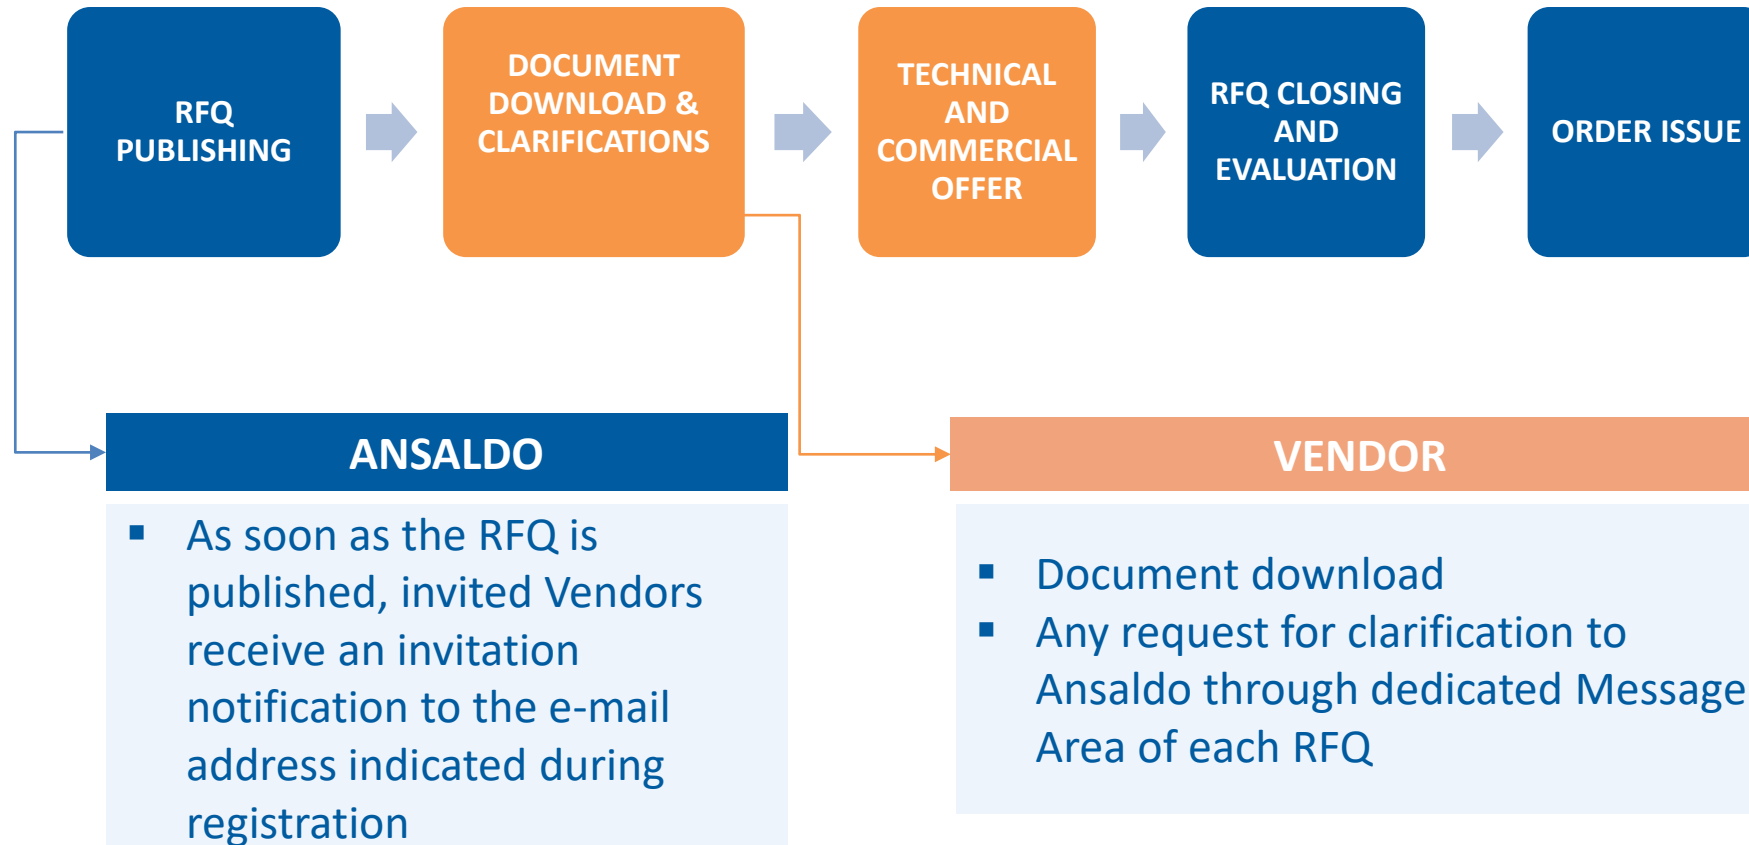 RFQ
PUBLISHING
DOCUMENT
DOWNLOAD &
CLARIFICATIONS
TECHNICAL
AND
COMMERCIAL
OFFER
RFQ CLOSING
AND
EVALUATION
ORDER ISSUE
ANSALDO
▪ As soon as the RFQ is
published, invited Vendors
receive an invitation
notification to the e-mail
address indicated during
registration
VENDOR
▪ Document download
▪ Any request for clarification to
Ansaldo through dedicated Message
Area of each RFQ